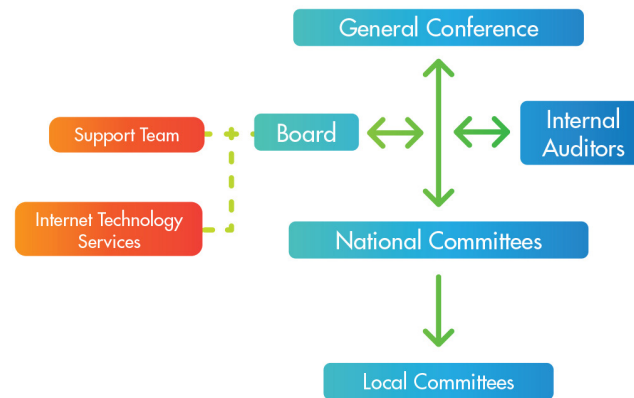 General Conference
Support Team
Board
Internal
Auditors
Internet Technology
Services
National Committees
Local Committees